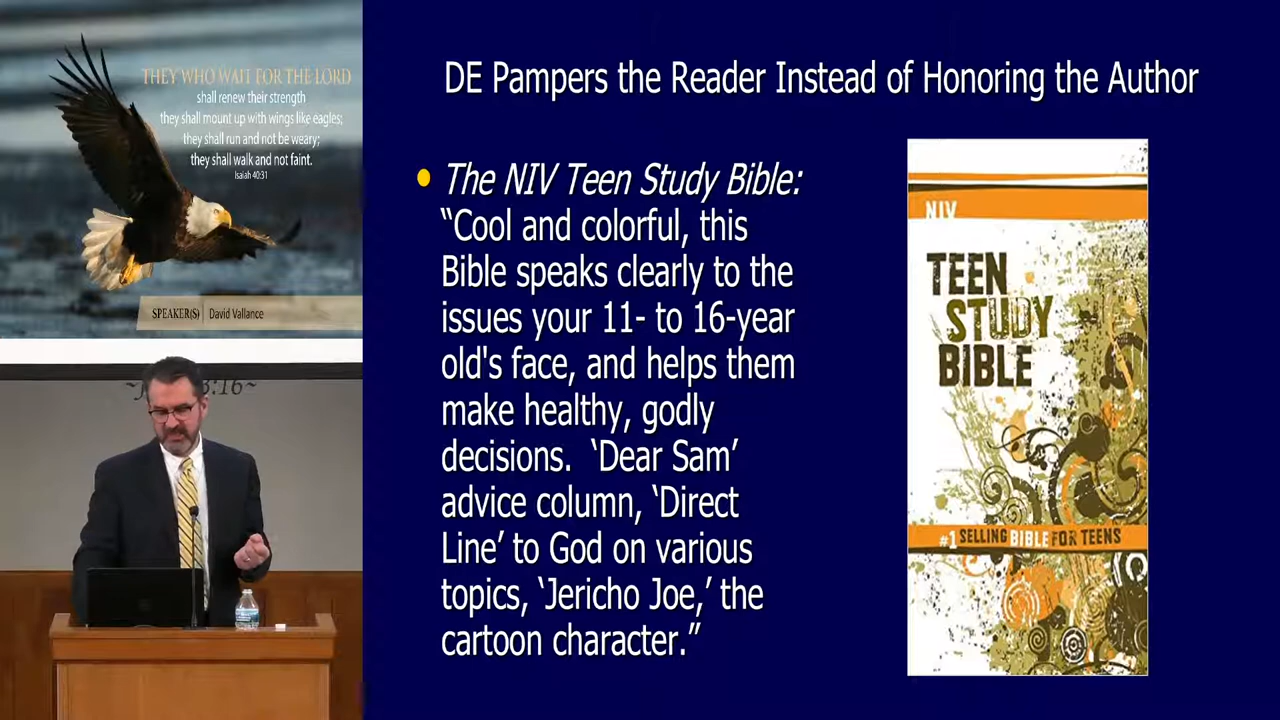 THEY WHO WAIT FOR THE LORD
shall renew their strength
they shall mount up with wings like eagles;
they shall run and not be weary;
they shall walk and not faint.
Isaiah 40:31
SPEAKER(S) | David Vallance
3:16~
DE Pampers the Reader Instead of Honoring the Author
• The NIV Teen Study Bible:
“Cool and colorful, this
Bible speaks clearly to the
issues your 11- to 16-year
old's face, and helps them
make healthy, godly
decisions.  ‘Dear Sam’
advice column, ‘Direct
Line’ to God on various
topics, ‘Jericho Joe,’ the
cartoon character.”
NIV
TEEN
STUDY
BIBLE
#1 SELLING BIBLE FOR TEENS